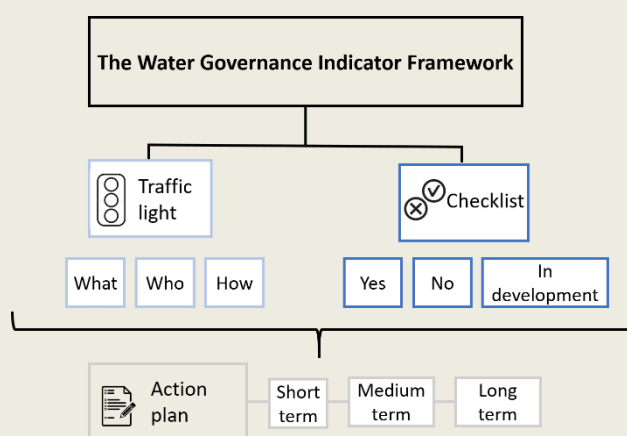 The Water Governance Indicator Framework
Traffic
light
Checklist
What
Who
How
Yes
No
In
development
Action
plan
Short
term
Medium
term
Long
term